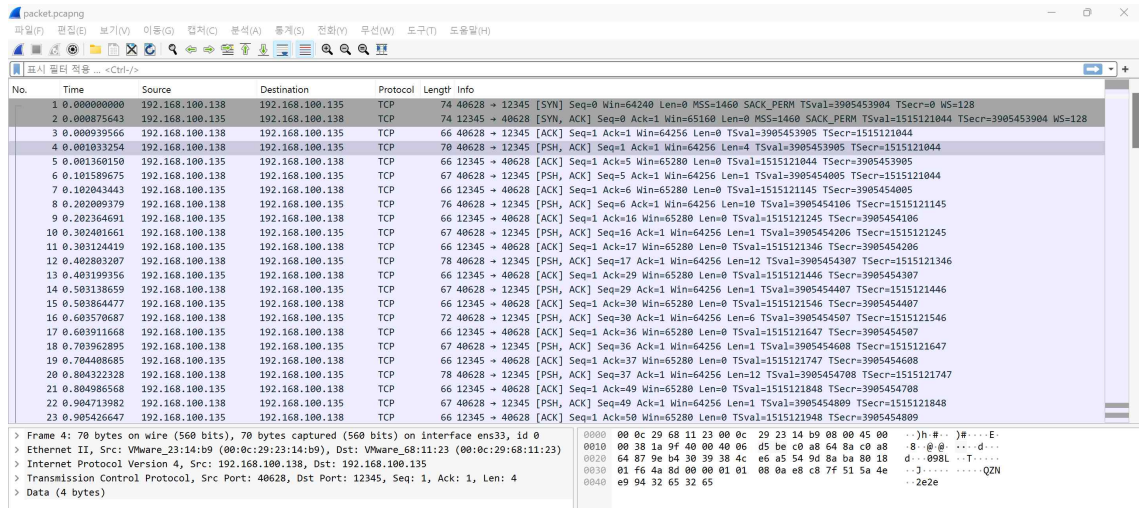 packet.pcapng
파일(F) 편집(E) 보기(V) 이동(G) 캡처(C) 분석(A) 통계(S) 전화(Y) 무선(W) 도구(T) 도움말(H)
표시 필터 적용 ... <Ctrl-/>
No. Time Source Destination Protocol Length Info
1 0.000000000 192.168.100.138 192.168.100.135 TCP 74 40628 → 12345 [SYN] Seq=0 Win=64240 Len=0 MSS=1460 SACK_PERM TSval=3905453904 TSecr=0 WS=128
2 0.000875643 192.168.100.135 192.168.100.138 TCP 74 12345 → 40628 [SYN, ACK] Seq=0 Ack=1 Win=65160 Len=0 MSS=1460 SACK_PERM TSval=1515121044 TSecr=3905453904 WS=128
3 0.000939566 192.168.100.138 192.168.100.135 TCP 66 40628 → 12345 [ACK] Seq=1 Ack=1 Win=64256 Len=0 TSval=3905453905 TSecr=1515121044
4 0.001033254 192.168.100.138 192.168.100.135 TCP 70 40628 → 12345 [PSH, ACK] Seq=1 Ack=1 Win=64256 Len=4 TSval=3905453905 TSecr=1515121044
5 0.001360150 192.168.100.135 192.168.100.138 TCP 66 12345 → 40628 [ACK] Seq=1 Ack=5 Win=65280 Len=0 TSval=1515121044 TSecr=3905453905
6 0.101589675 192.168.100.138 192.168.100.135 TCP 67 40628 → 12345 [PSH, ACK] Seq=5 Ack=1 Win=64256 Len=1 TSval=3905454005 TSecr=1515121044
7 0.102043443 192.168.100.135 192.168.100.138 TCP 66 12345 → 40628 [ACK] Seq=1 Ack=6 Win=65280 Len=0 TSval=1515121145 TSecr=3905454005
8 0.202009379 192.168.100.138 192.168.100.135 TCP 76 40628 → 12345 [PSH, ACK] Seq=6 Ack=1 Win=64256 Len=10 TSval=3905454106 TSecr=1515121145
9 0.202364691 192.168.100.135 192.168.100.138 TCP 66 12345 → 40628 [ACK] Seq=1 Ack=16 Win=65280 Len=0 TSval=1515121245 TSecr=3905454106
10 0.302401661 192.168.100.138 192.168.100.135 TCP 67 40628 → 12345 [PSH, ACK] Seq=16 Ack=1 Win=64256 Len=1 TSval=3905454206 TSecr=1515121245
11 0.303124419 192.168.100.135 192.168.100.138 TCP 66 12345 → 40628 [ACK] Seq=1 Ack=17 Win=65280 Len=0 TSval=1515121346 TSecr=3905454206
12 0.402803207 192.168.100.138 192.168.100.135 TCP 78 40628 → 12345 [PSH, ACK] Seq=17 Ack=1 Win=64256 Len=12 TSval=3905454307 TSecr=1515121346
13 0.403199356 192.168.100.135 192.168.100.138 TCP 66 12345 → 40628 [ACK] Seq=1 Ack=29 Win=65280 Len=0 TSval=1515121446 TSecr=3905454307
14 0.503138659 192.168.100.138 192.168.100.135 TCP 67 40628 → 12345 [PSH, ACK] Seq=29 Ack=1 Win=64256 Len=1 TSval=3905454407 TSecr=1515121446
15 0.503864477 192.168.100.135 192.168.100.138 TCP 66 12345 → 40628 [ACK] Seq=1 Ack=30 Win=65280 Len=0 TSval=1515121546 TSecr=3905454407
16 0.603570687 192.168.100.138 192.168.100.135 TCP 72 40628 → 12345 [PSH, ACK] Seq=30 Ack=1 Win=64256 Len=6 TSval=3905454507 TSecr=1515121546
17 0.603911668 192.168.100.135 192.168.100.138 TCP 66 12345 → 40628 [ACK] Seq=1 Ack=36 Win=65280 Len=0 TSval=1515121647 TSecr=3905454507
18 0.703962895 192.168.100.138 192.168.100.135 TCP 67 40628 → 12345 [PSH, ACK] Seq=36 Ack=1 Win=64256 Len=1 TSval=3905454608 TSecr=1515121647
19 0.704408685 192.168.100.135 192.168.100.138 TCP 66 12345 → 40628 [ACK] Seq=1 Ack=37 Win=65280 Len=0 TSval=1515121747 TSecr=3905454608
20 0.804322328 192.168.100.138 192.168.100.135 TCP 78 40628 → 12345 [PSH, ACK] Seq=37 Ack=1 Win=64256 Len=12 TSval=3905454708 TSecr=1515121747
21 0.804986568 192.168.100.135 192.168.100.138 TCP 66 12345 → 40628 [ACK] Seq=1 Ack=49 Win=65280 Len=0 TSval=1515121848 TSecr=3905454708
22 0.904713982 192.168.100.138 192.168.100.135 TCP 67 40628 → 12345 [PSH, ACK] Seq=49 Ack=1 Win=64256 Len=1 TSval=3905454809 TSecr=1515121848
23 0.905426647 192.168.100.135 192.168.100.138 TCP 66 12345 → 40628 [ACK] Seq=1 Ack=50 Win=65280 Len=0 TSval=1515121948 TSecr=3905454809
> Frame 4: 70 bytes on wire (560 bits), 70 bytes captured (560 bits) on interface ens33, id 0
> Ethernet II, Src: VMware_23:14:b9 (00:0c:29:23:14:b9), Dst: VMware_68:11:23 (00:0c:29:68:11:23)
> Internet Protocol Version 4, Src: 192.168.100.138, Dst: 192.168.100.135
> Transmission Control Protocol, Src Port: 40628, Dst Port: 12345, Seq: 1, Ack: 1, Len: 4
> Data (4 bytes)
0000 00 0c 29 68 11 23 00 0c 29 23 14 b9 08 00 45 00 ··)h·#·· )#····E·
0010 00 38 1a 9f 40 00 40 06 d5 be c0 a8 64 8a c0 a8 ·8··@·@· ····d···
0020 64 87 9e b4 30 39 38 4c e6 a5 54 9d 8a ba 80 18 d···098L ··T·····
0030 01 f6 4a 8d 00 00 01 01 08 0a e8 c8 7f 51 5a 4e ··J····· ·····QZN
0040 e9 94 32 65 32 65 ··2e2e